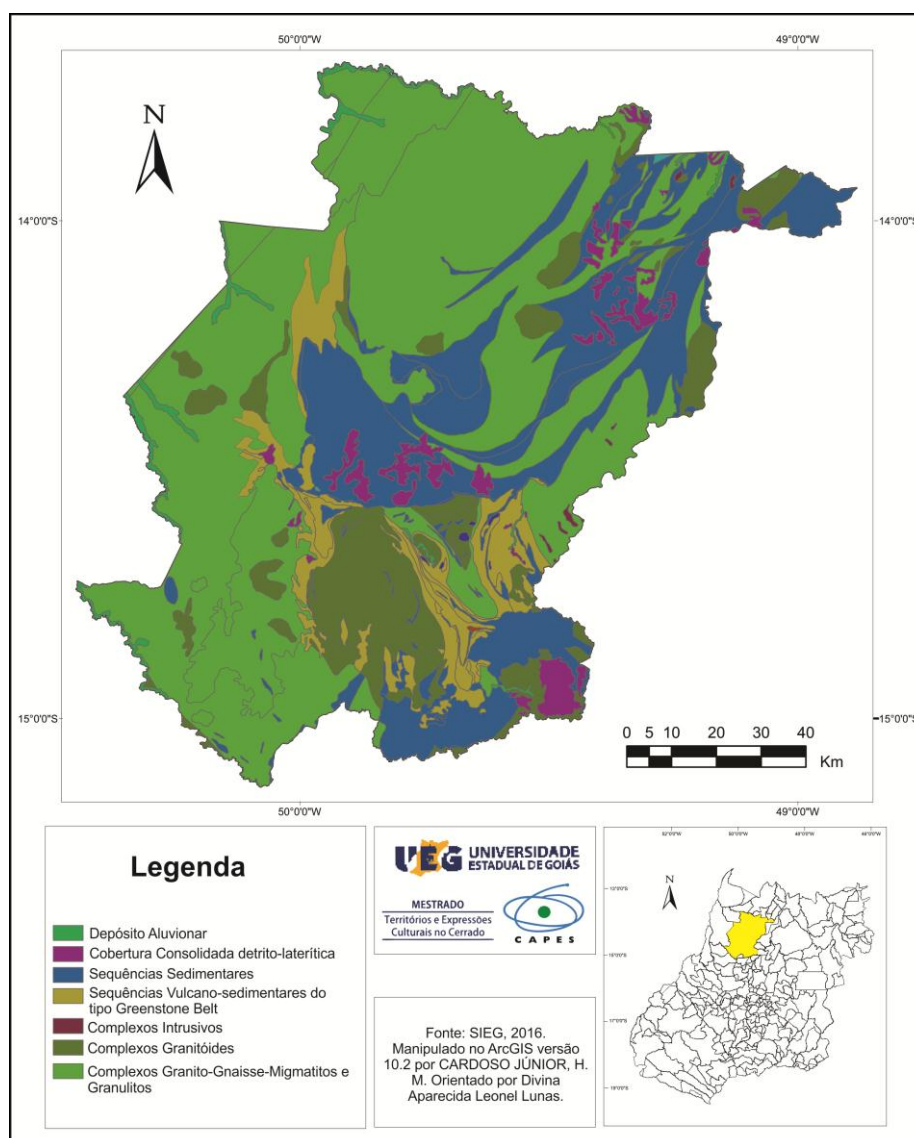 50°0'0"W
49°0'0"W
N
14°0'0"S
14°0'0"S
15°0'0"S
15°0'0"S
0 5 10 20 30 40
Km
50°0'0"W
49°0'0"W
Legenda
Depósito Aluvionar
Cobertura Consolidada detrito-laterítica
Sequências Sedimentares
Sequências Vulcano-sedimentares do
tipo Greenstone Belt
Complexos Intrusivos
Complexos Granitóides
Complexos Granito-Gnaisse-Migmatitos e
Granulitos
UEG UNIVERSIDADE
ESTADUAL DE GOIÁS
MESTRADO
Territórios e Expressões
Culturais no Cerrado
CAPES
Fonte: SIEG, 2016.
Manipulado no ArcGIS versão
10.2 por CARDOSO JÚNIOR, H.
M. Orientado por Divina
Aparecida Leonel Lunas.
N